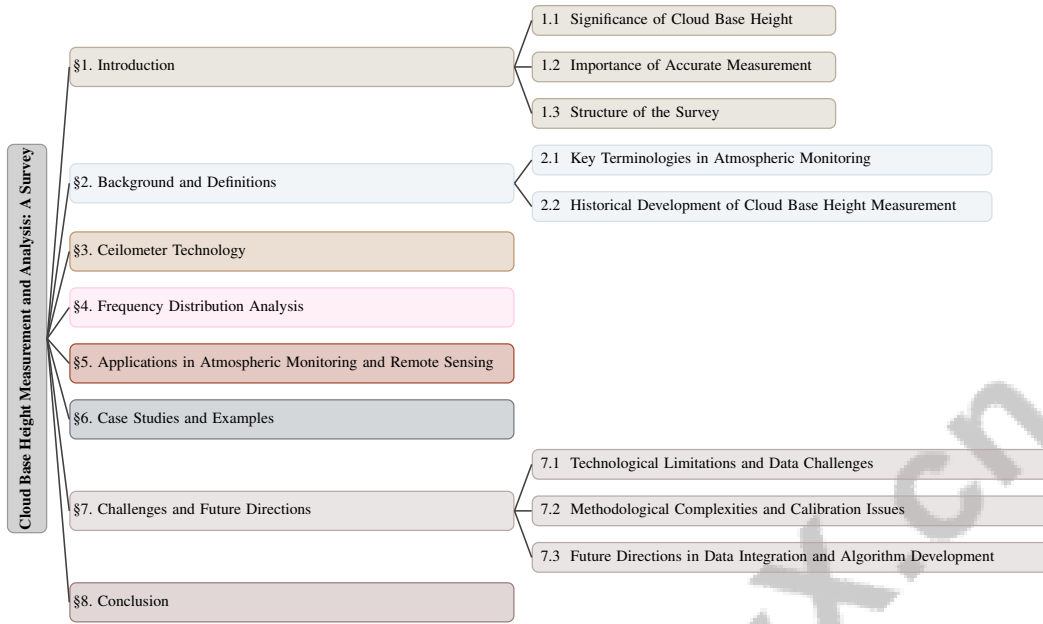 Cloud Base Height Measurement and Analysis: A Survey
§1. Introduction
1.1 Significance of Cloud Base Height
1.2 Importance of Accurate Measurement
1.3 Structure of the Survey
§2. Background and Definitions
2.1 Key Terminologies in Atmospheric Monitoring
2.2 Historical Development of Cloud Base Height Measurement
§3. Ceilometer Technology
§4. Frequency Distribution Analysis
§5. Applications in Atmospheric Monitoring and Remote Sensing
§6. Case Studies and Examples
§7. Challenges and Future Directions
7.1 Technological Limitations and Data Challenges
7.2 Methodological Complexities and Calibration Issues
7.3 Future Directions in Data Integration and Algorithm Development
§8. Conclusion